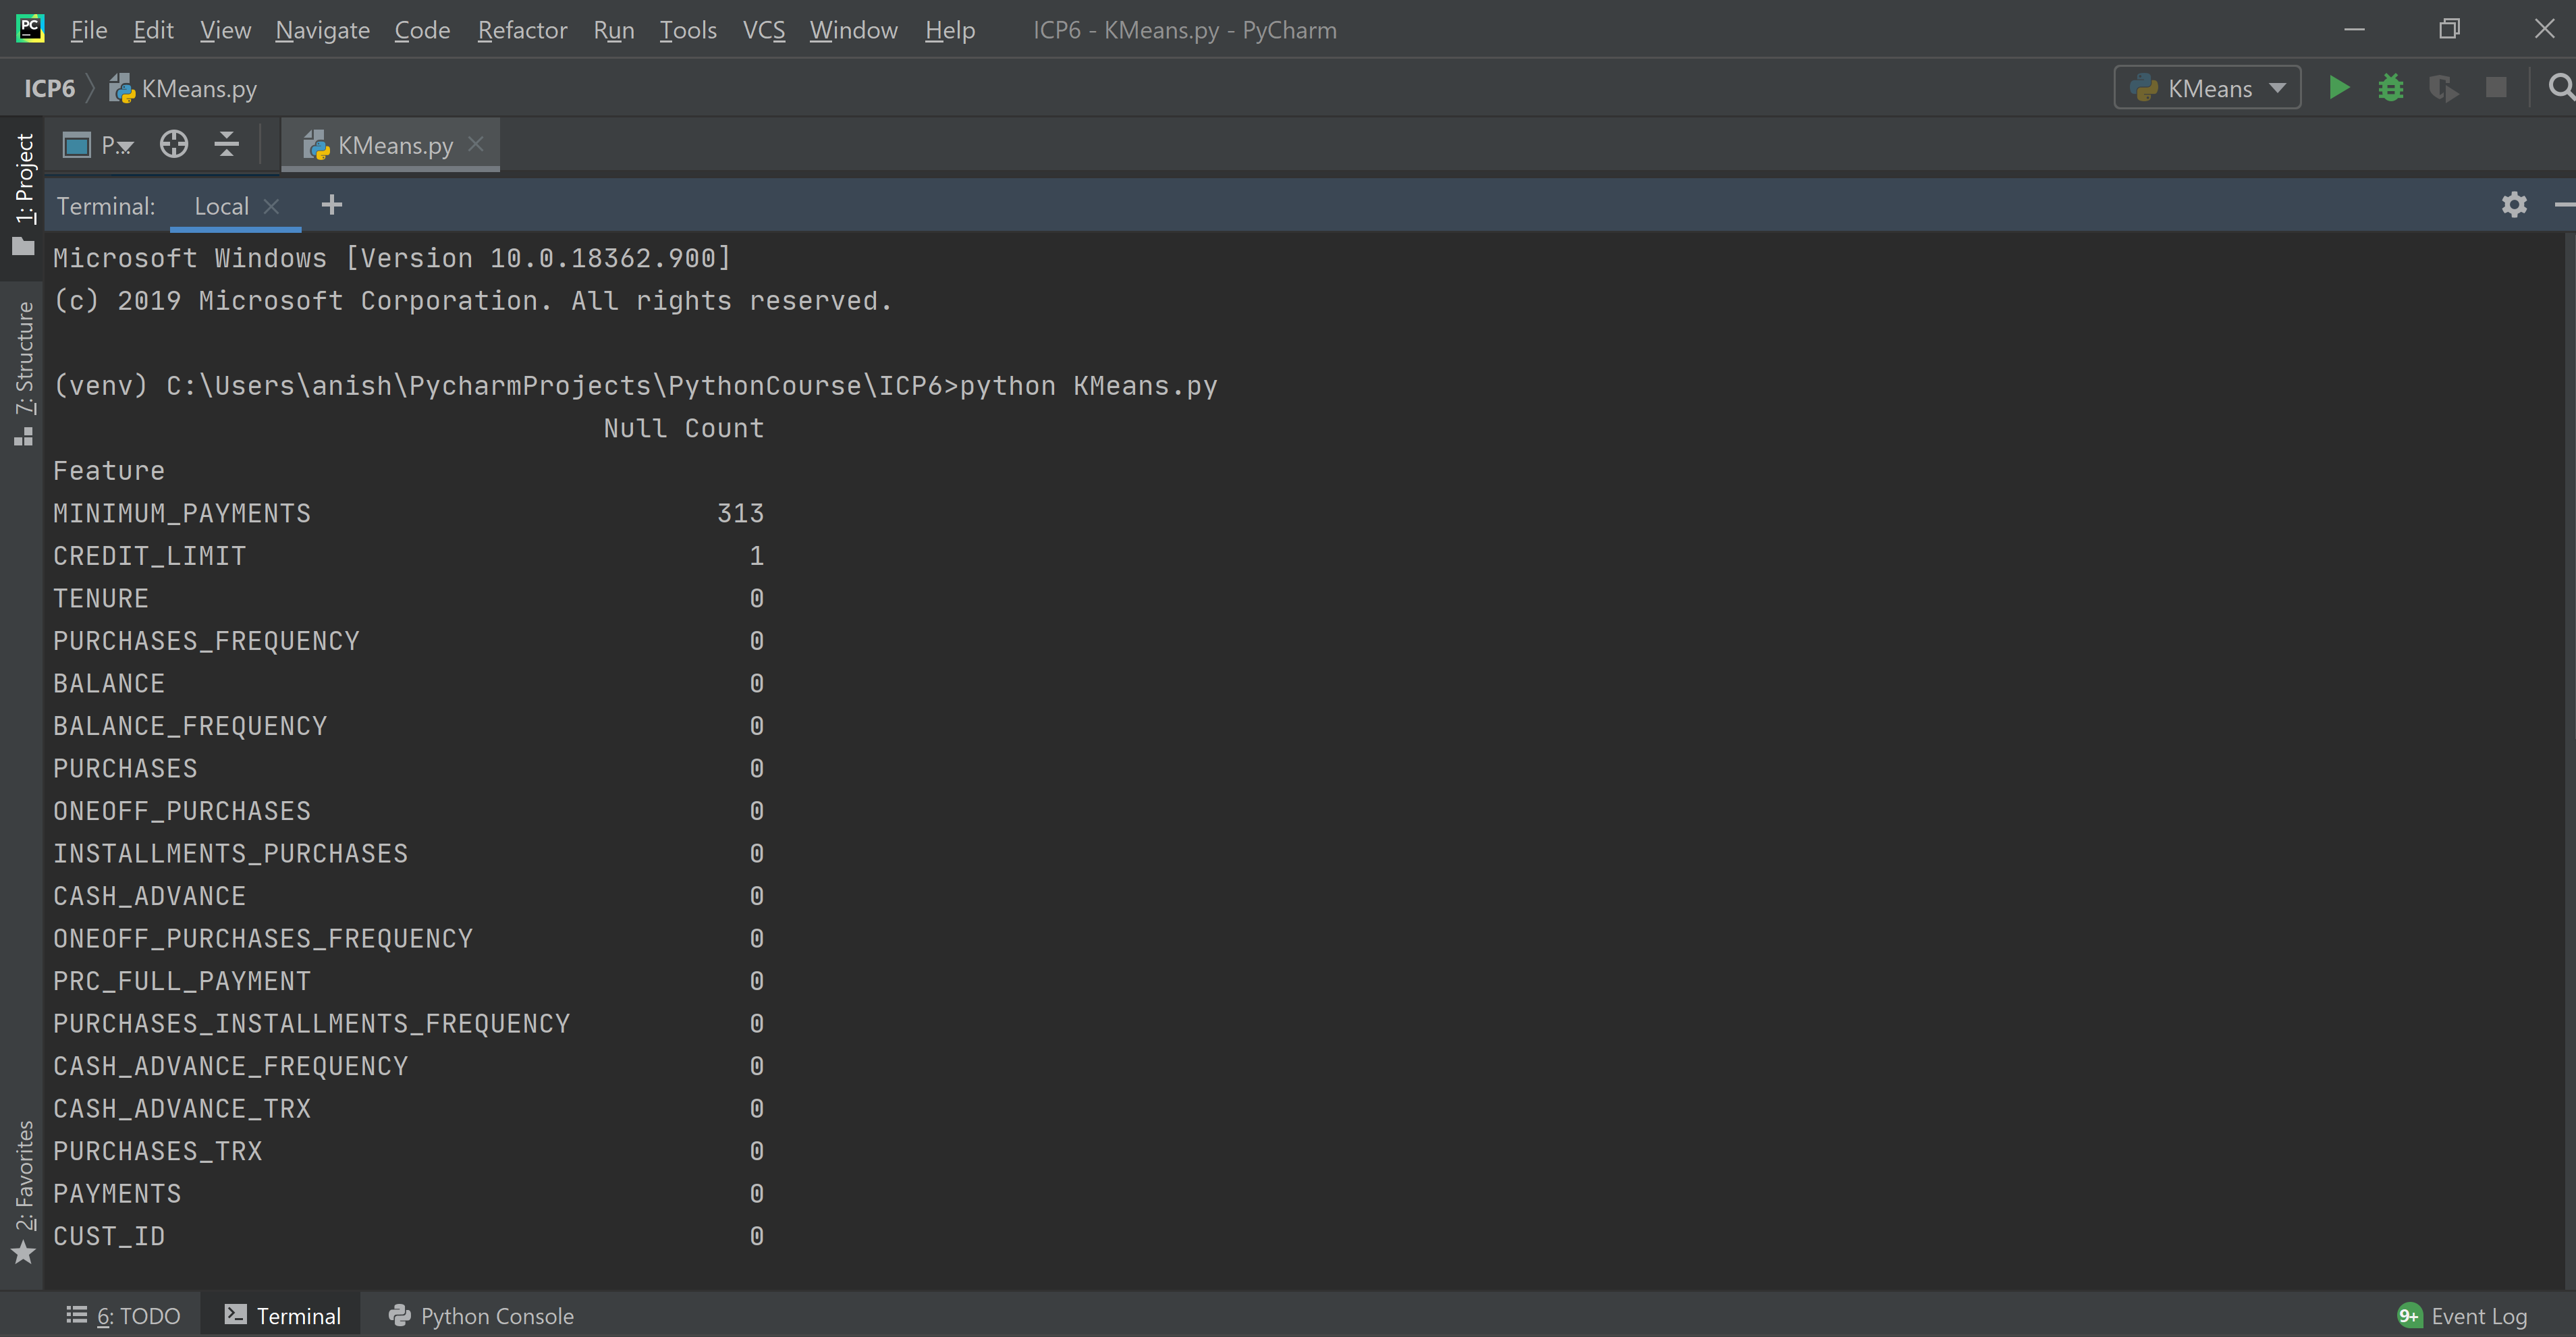 PC File Edit View Navigate Code Refactor Run Tools VCS Window Help ICP6 - KMeans.py - PyCharm
ICP6 KMeans.py KMeans
P... KMeans.py
1: Project
7: Structure
2: Favorites
Terminal: Local +
Microsoft Windows [Version 10.0.18362.900]
(c) 2019 Microsoft Corporation. All rights reserved.
(venv) C:\Users\anish\PycharmProjects\PythonCourse\ICP6>python KMeans.py
Null Count
Feature
MINIMUM_PAYMENTS 313
CREDIT_LIMIT 1
TENURE 0
PURCHASES_FREQUENCY 0
BALANCE 0
BALANCE_FREQUENCY 0
PURCHASES 0
ONEOFF_PURCHASES 0
INSTALLMENTS_PURCHASES 0
CASH_ADVANCE 0
ONEOFF_PURCHASES_FREQUENCY 0
PRC_FULL_PAYMENT 0
PURCHASES_INSTALLMENTS_FREQUENCY 0
CASH_ADVANCE_FREQUENCY 0
CASH_ADVANCE_TRX 0
PURCHASES_TRX 0
PAYMENTS 0
CUST_ID 0
6: TODO Terminal Python Console 9+ Event Log